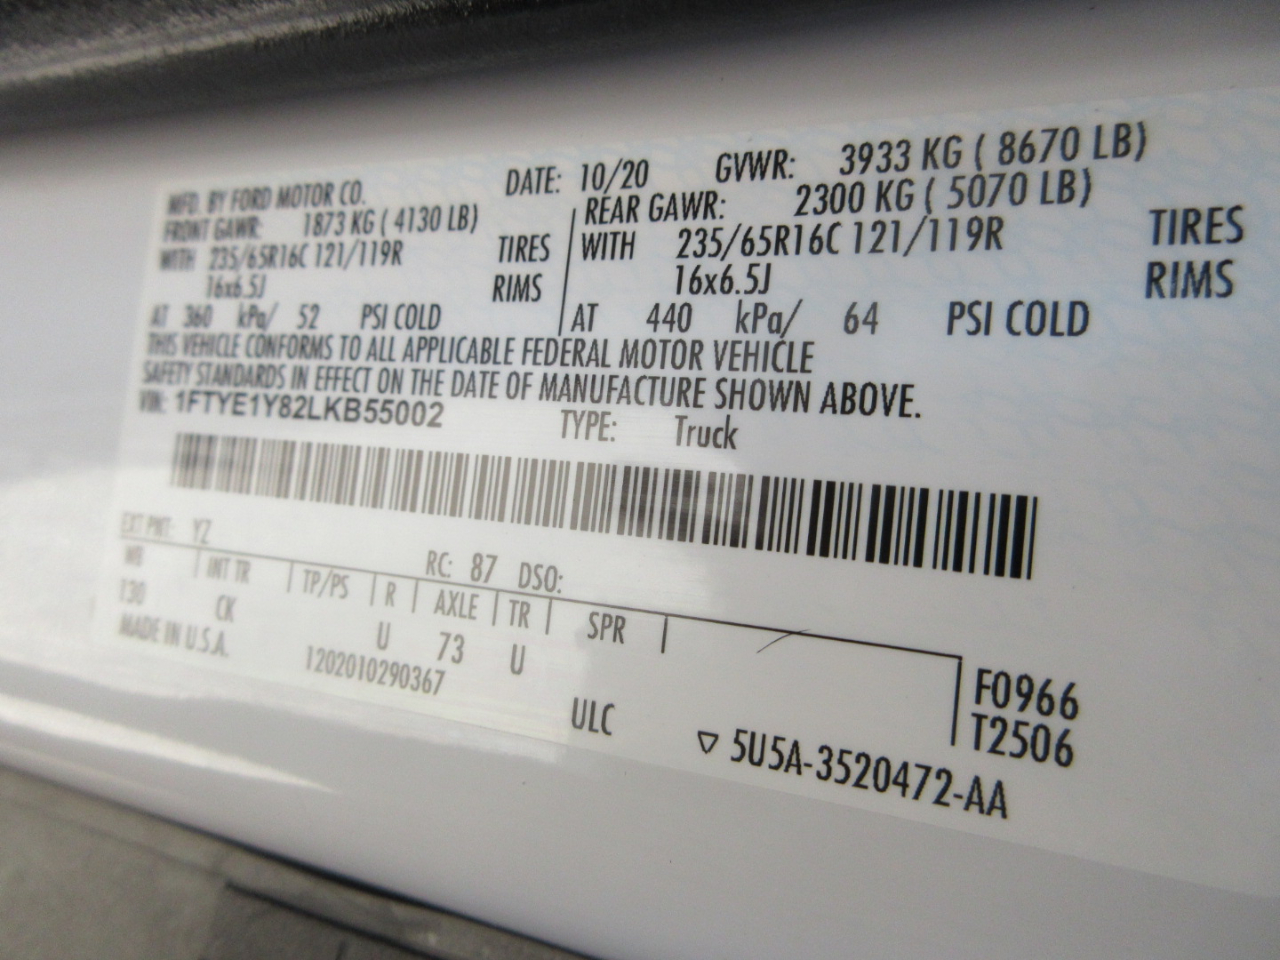 MFD. BY FORD MOTOR CO. DATE: 10/20 GVWR: 3933 KG ( 8670 LB)
FRONT GAWR: 1873 KG ( 4130 LB) REAR GAWR: 2300 KG ( 5070 LB)
WITH 235/65R16C 121/119R TIRES WITH 235/65R16C 121/119R TIRES
16x6.5J RIMS 16x6.5J RIMS
AT 360 kPa/ 52 PSI COLD AT 440 kPa/ 64 PSI COLD
THIS VEHICLE CONFORMS TO ALL APPLICABLE FEDERAL MOTOR VEHICLE
SAFETY STANDARDS IN EFFECT ON THE DATE OF MANUFACTURE SHOWN ABOVE.
VIN: 1FTYE1Y82LKB55002 TYPE: Truck
EXT PNT: YZ RC: 87 DSO:
WB INT TR TP/PS R AXLE TR SPR
130 CK U 73 U F0966
T2506
MADE IN U.S.A. 1202010290367 ULC ▽ 5U5A-3520472-AA